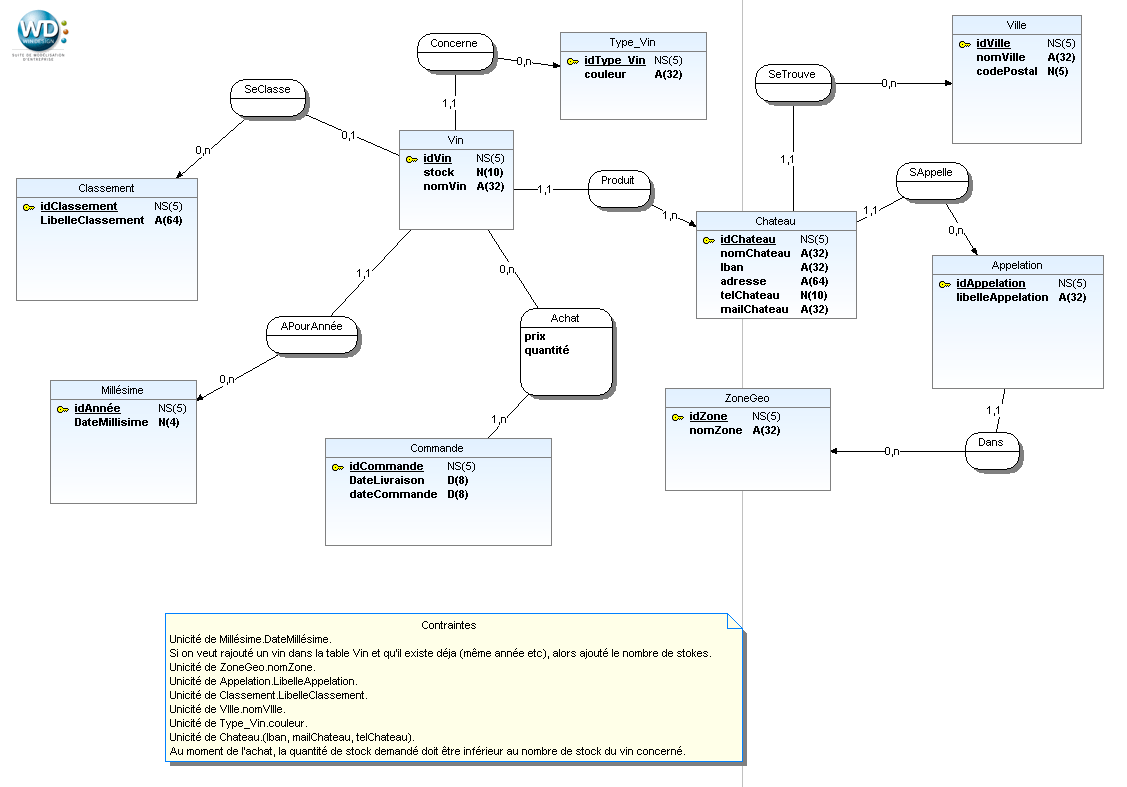 WD:
WIN'DESIGN
SUITE DE MODELISATION
D'ENTREPRISE
Concerne
0,n
1,1
Type_Vin
idType_Vin NS(5)
couleur A(32)
Ville
idVille NS(5)
nomVille A(32)
codePostal N(5)
SeTrouve
0,n
1,1
SeClasse
0,1
0,n
Vin
idVin NS(5)
stock N(10)
nomVin A(32)
Produit
1,1
1,n
SAppelle
1,1
0,n
Classement
idClassement NS(5)
LibelleClassement A(64)
Chateau
idChateau NS(5)
nomChateau A(32)
Iban A(32)
adresse A(64)
telChateau N(10)
mailChateau A(32)
Appelation
idAppelation NS(5)
libelleAppelation A(32)
1,1
0,n
APourAnnée
0,n
Achat
prix
quantité
1,n
Millésime
idAnnée NS(5)
DateMillisime N(4)
ZoneGeo
idZone NS(5)
nomZone A(32)
1,1
Dans
0,n
Commande
idCommande NS(5)
DateLivraison D(8)
dateCommande D(8)
Contraintes
Unicité de Millésime.DateMillésime.
Si on veut rajouté un vin dans la table Vin et qu'il existe déja (même année etc), alors ajouté le nombre de stokes.
Unicité de ZoneGeo.nomZone.
Unicité de Appelation.LibelleAppelation.
Unicité de Classement.LibelleClassement.
Unicité de VIlle.nomVIlle.
Unicité de Type_Vin.couleur.
Unicité de Chateau.(Iban, mailChateau, telChateau).
Au moment de l'achat, la quantité de stock demandé doit être inférieur au nombre de stock du vin concerné.